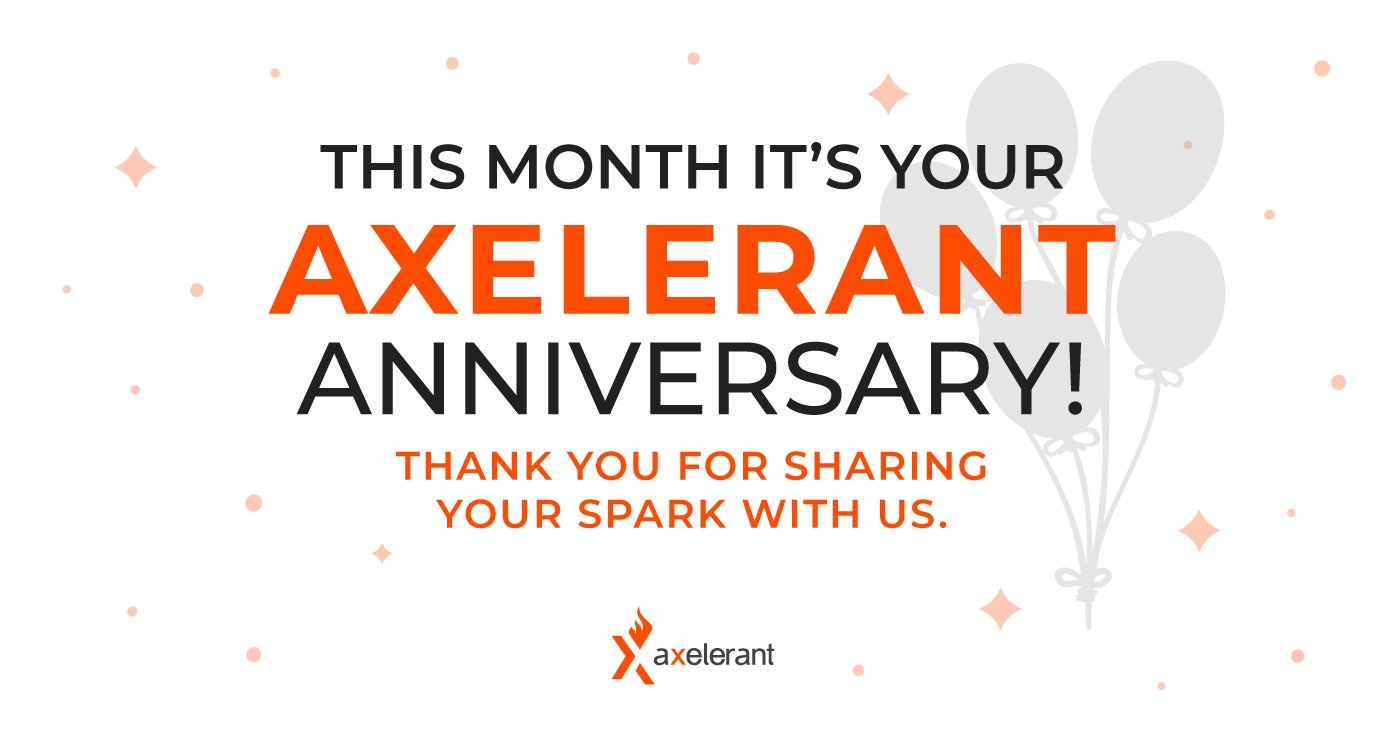 THIS MONTH IT’S YOUR
AXELERANT
ANNIVERSARY!
THANK YOU FOR SHARING
YOUR SPARK WITH US.
axelerant